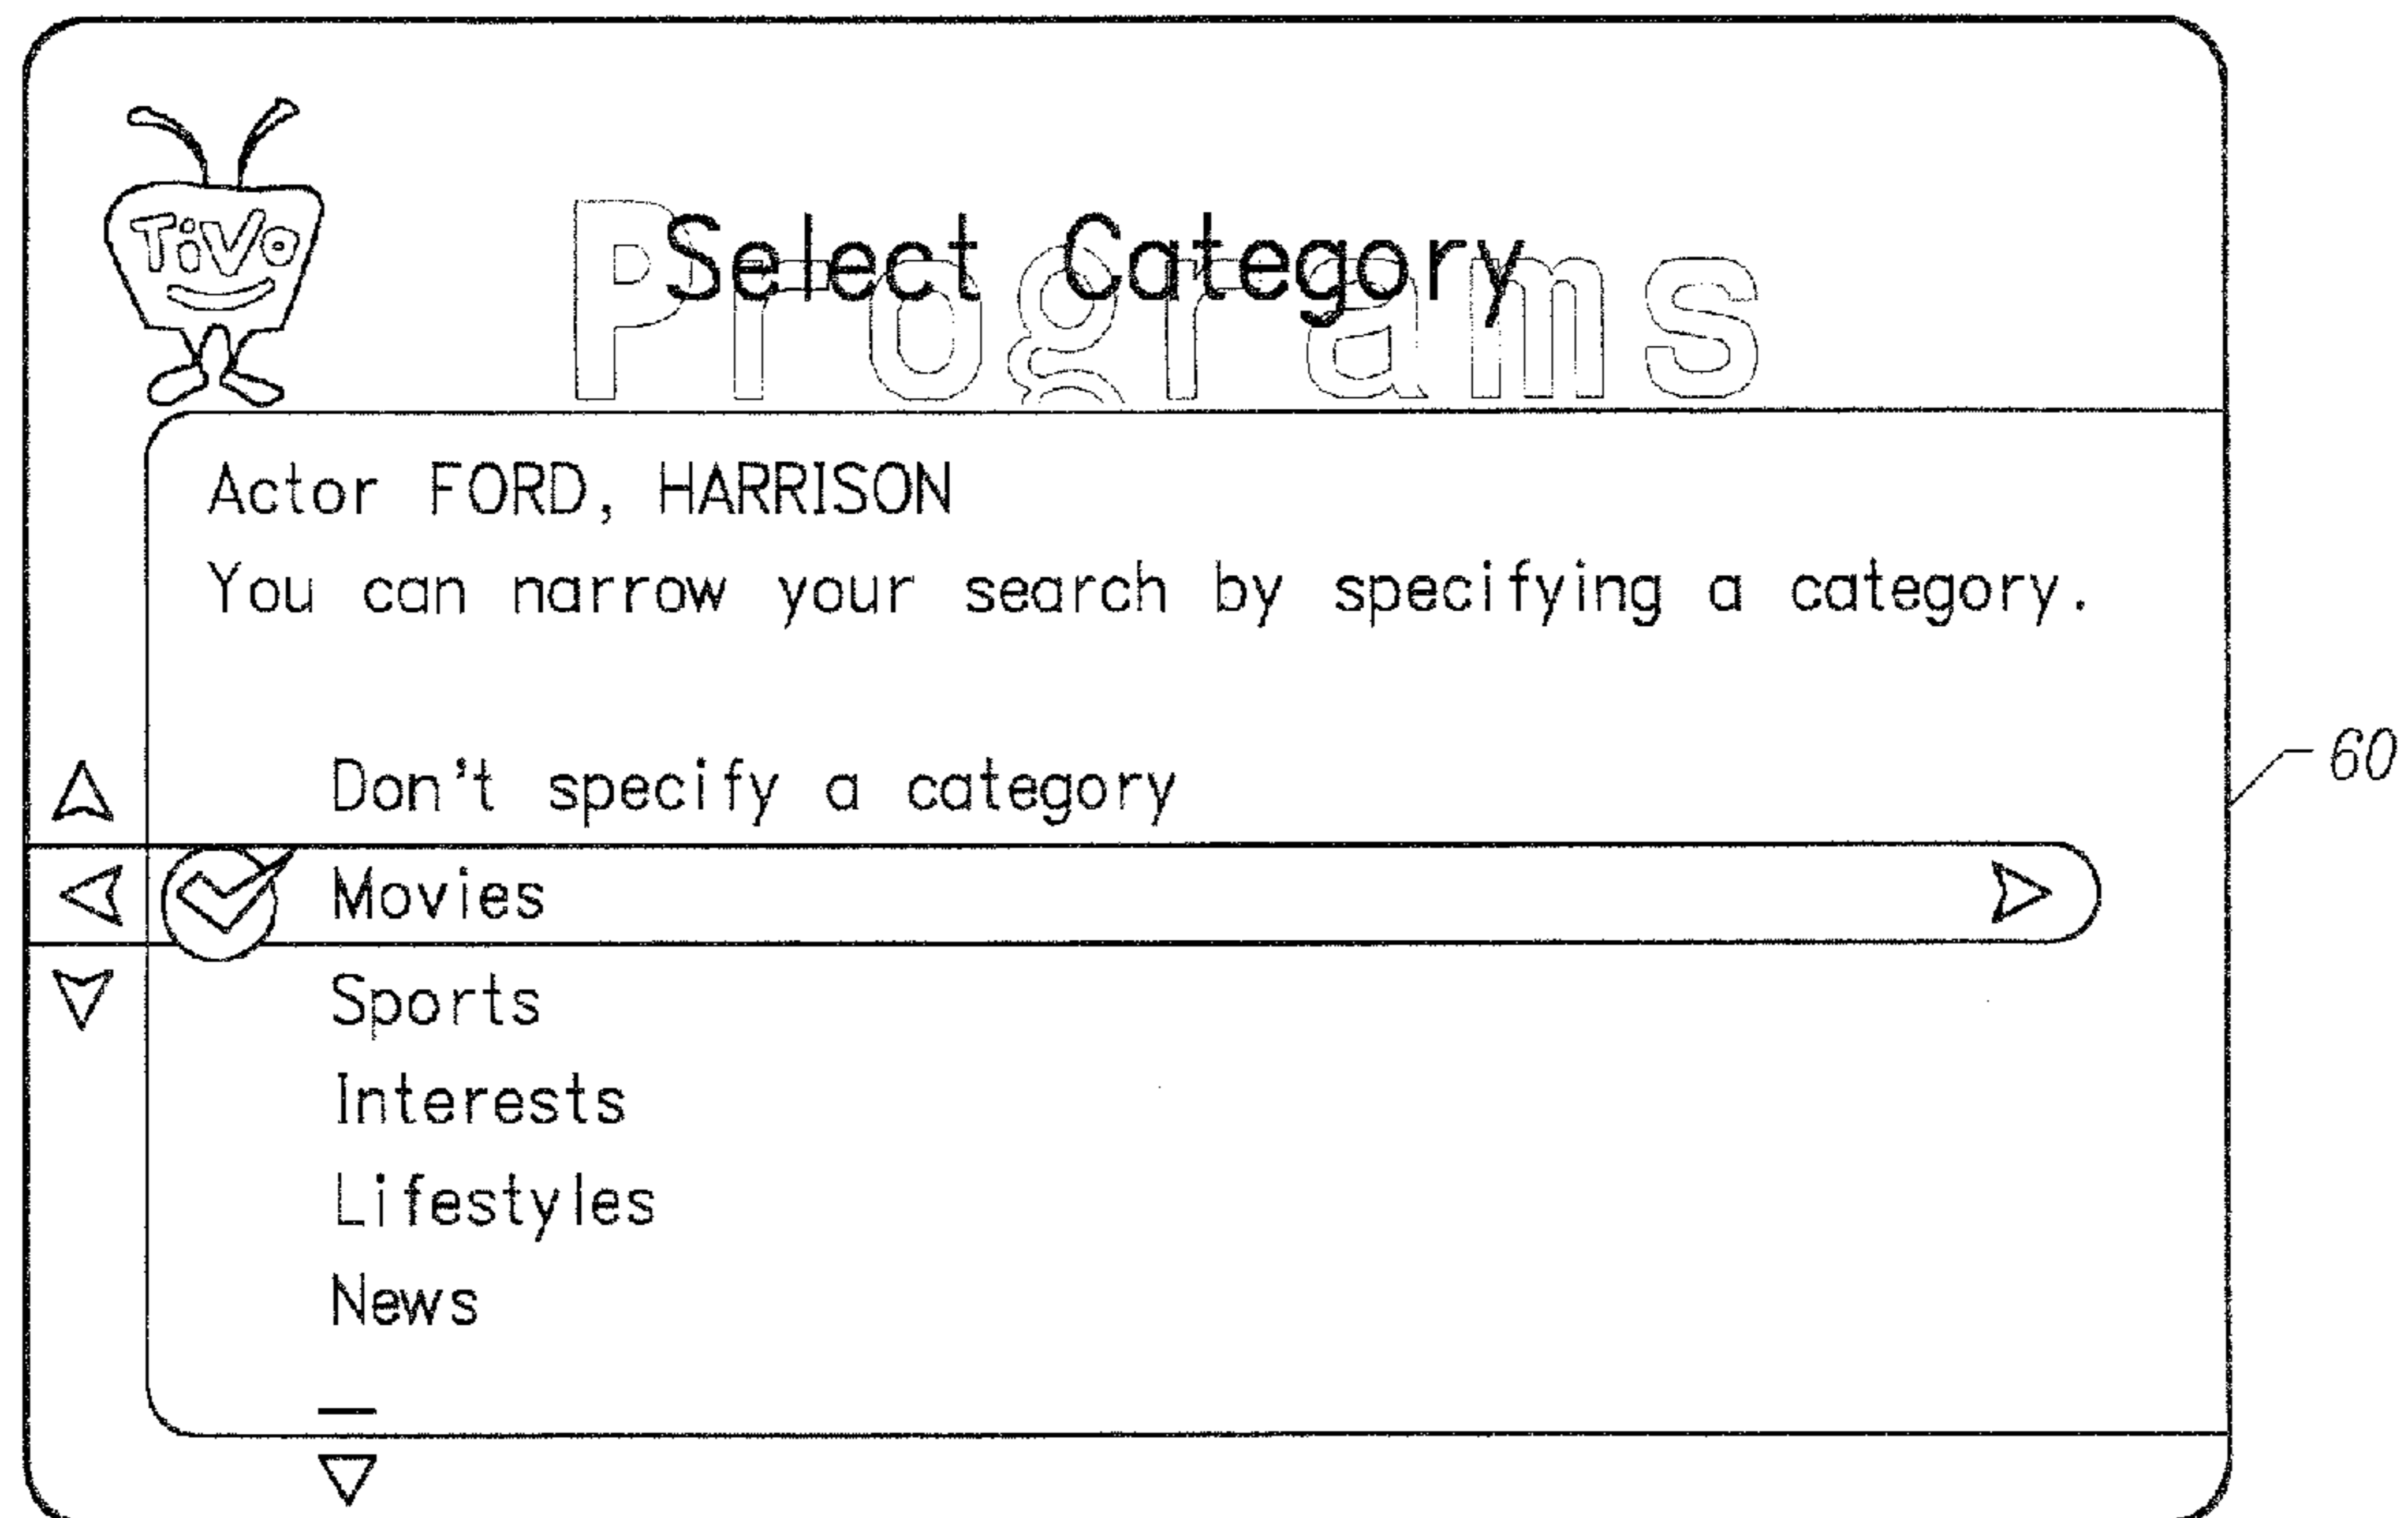 TiVo
Programs
Select Category
Actor FORD, HARRISON
You can narrow your search by specifying a category.
Don't specify a category
60
Movies
Sports
Interests
Lifestyles
News